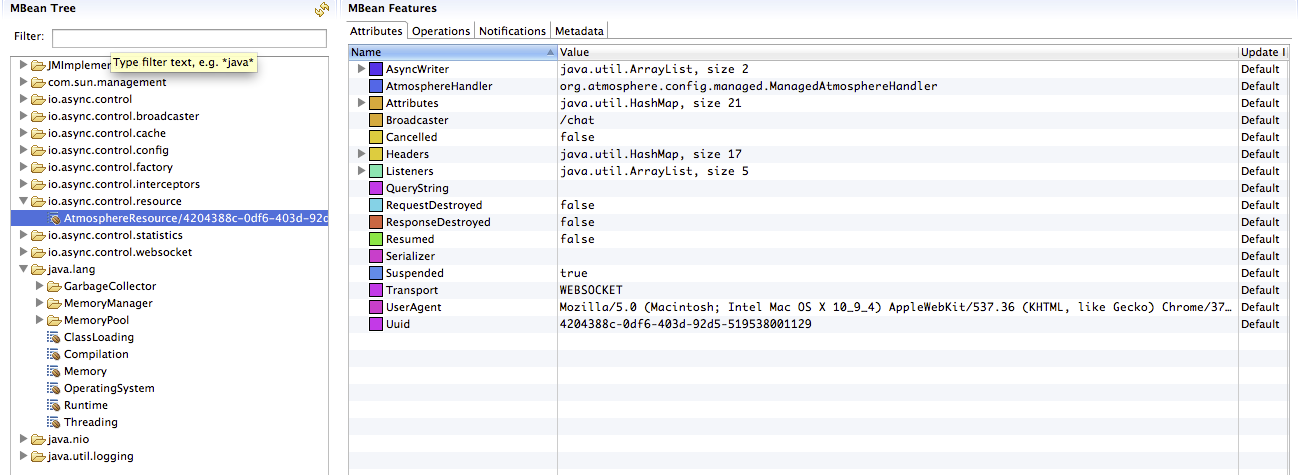 MBean Tree
Filter:
Type filter text, e.g. *java*
JMImplemen
com.sun.management
io.async.control
io.async.control.broadcaster
io.async.control.cache
io.async.control.config
io.async.control.factory
io.async.control.interceptors
io.async.control.resource
AtmosphereResource/4204388c-0df6-403d-92d
io.async.control.statistics
io.async.control.websocket
java.lang
GarbageCollector
MemoryManager
MemoryPool
ClassLoading
Compilation
Memory
OperatingSystem
Runtime
Threading
java.nio
java.util.logging
MBean Features
Attributes Operations Notifications Metadata
Name Value Update I
AsyncWriter java.util.ArrayList, size 2 Default
AtmosphereHandler org.atmosphere.config.managed.ManagedAtmosphereHandler Default
Attributes java.util.HashMap, size 21 Default
Broadcaster /chat Default
Cancelled false Default
Headers java.util.HashMap, size 17 Default
Listeners java.util.ArrayList, size 5 Default
QueryString Default
RequestDestroyed false Default
ResponseDestroyed false Default
Resumed false Default
Serializer Default
Suspended true Default
Transport WEBSOCKET Default
UserAgent Mozilla/5.0 (Macintosh; Intel Mac OS X 10_9_4) AppleWebKit/537.36 (KHTML, like Gecko) Chrome/37... Default
Uuid 4204388c-0df6-403d-92d5-519538001129 Default